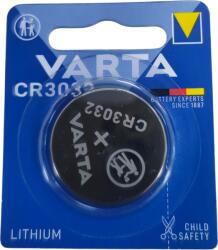 VARTA
CR3032
BATTERY EXPERTS
SINCE 1887
CR3032
+
VARTA
LITHIUM
CHILD
SAFETY